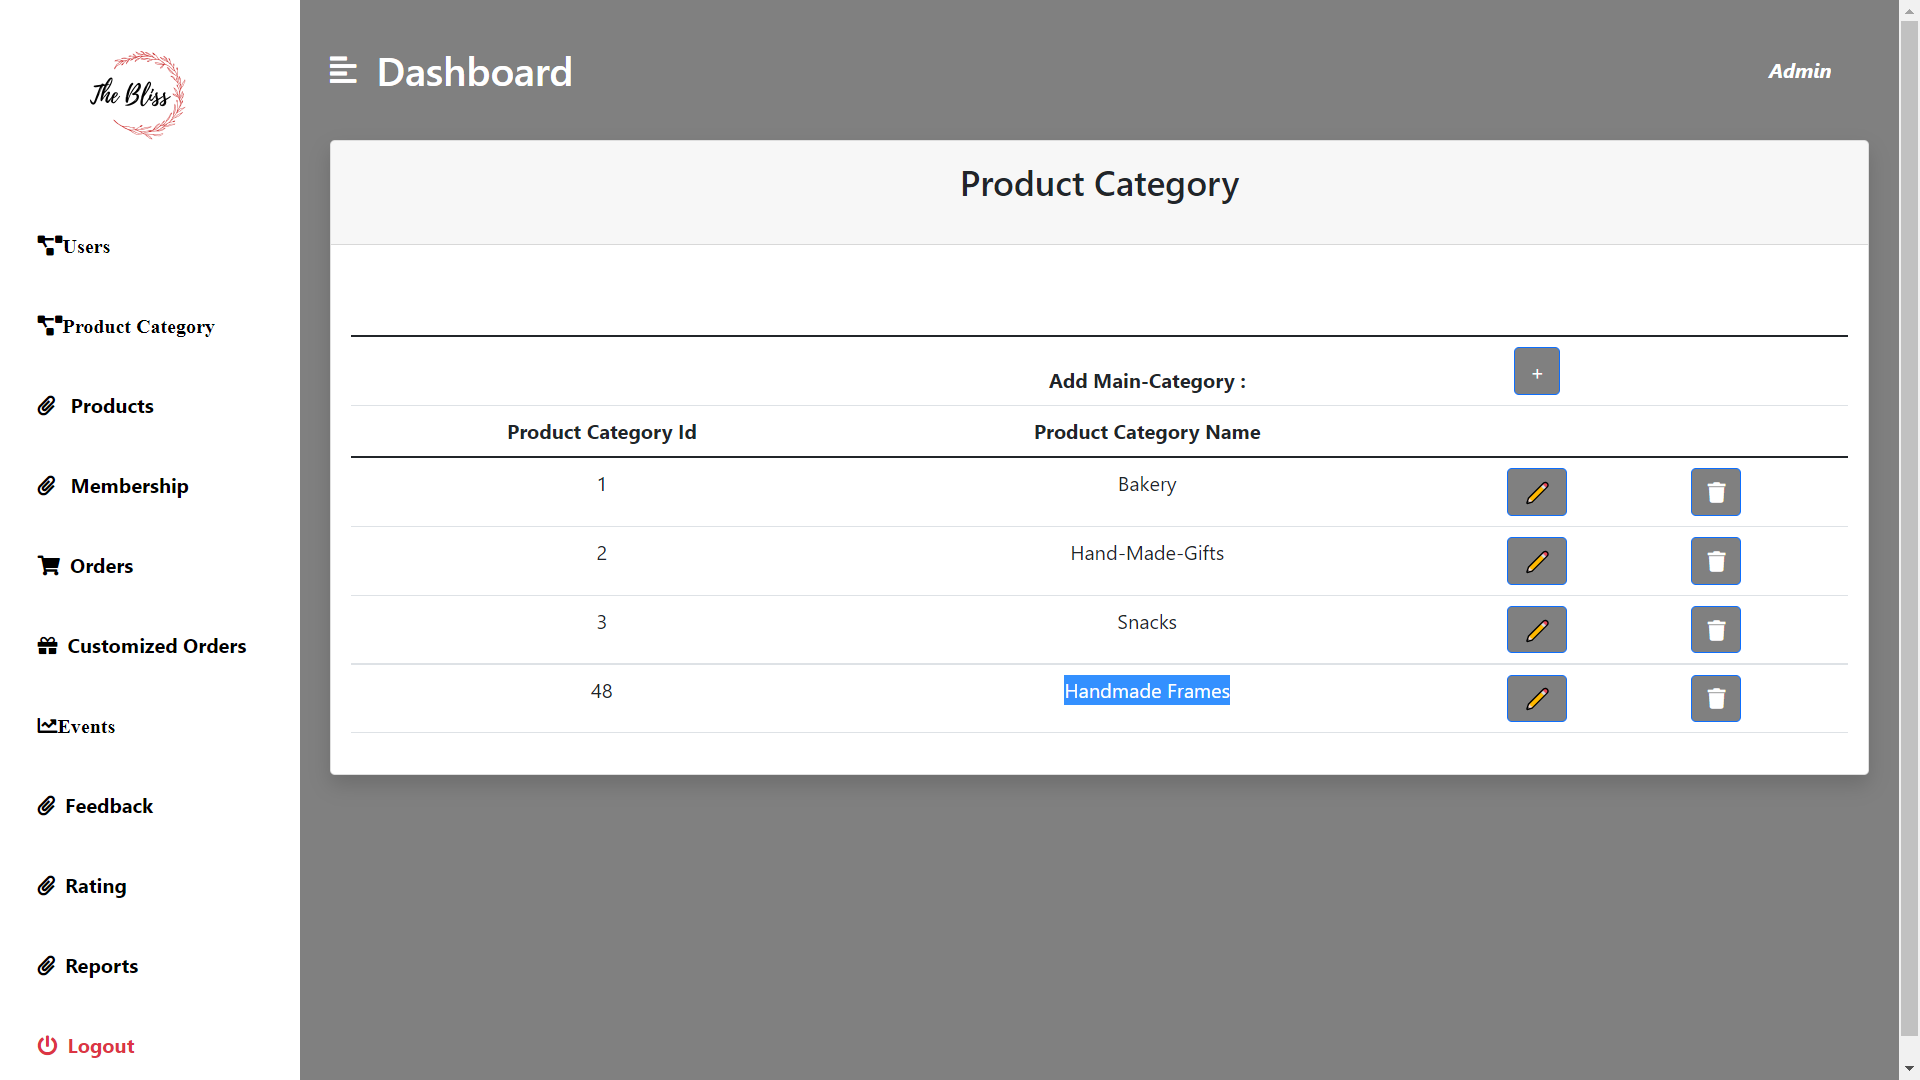 The Bliss
Dashboard
Admin
Users
Product Category
Products
Membership
Orders
Customized Orders
Events
Feedback
Rating
Reports
Logout
Product Category
Add Main-Category : +
Product Category Id Product Category Name
1 Bakery
2 Hand-Made-Gifts
3 Snacks
48 Handmade Frames